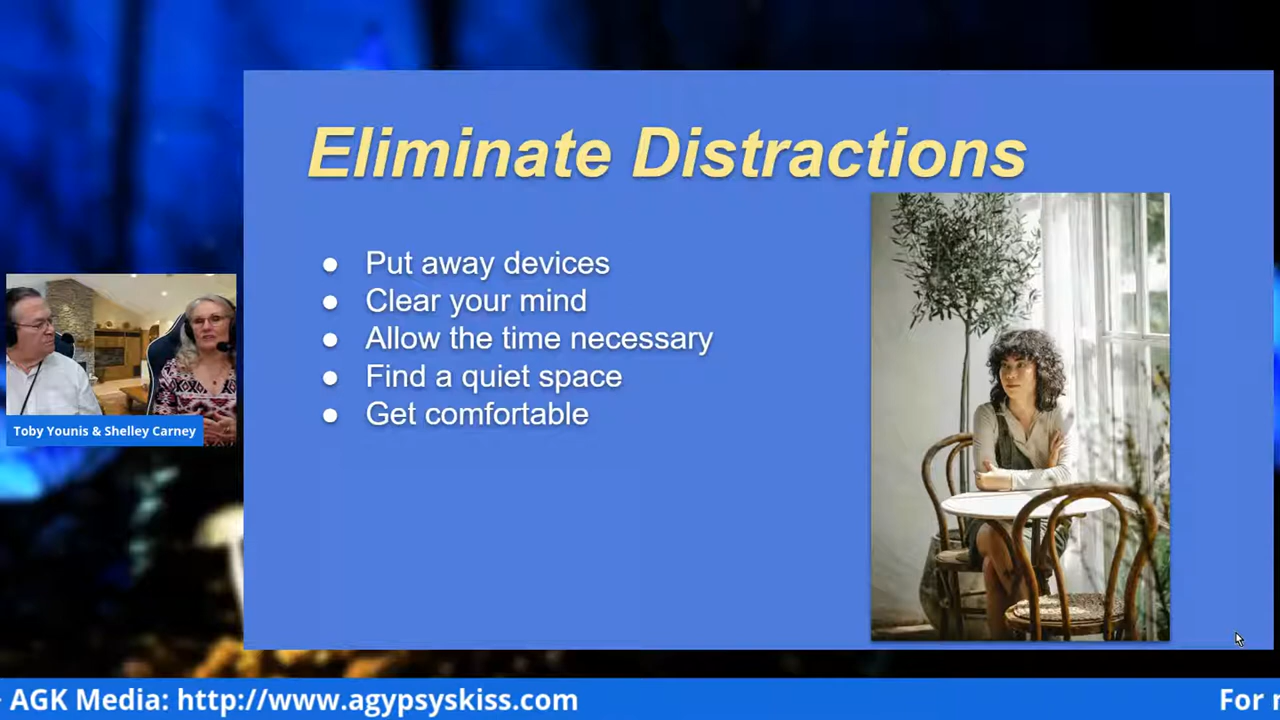 Eliminate Distractions
● Put away devices
● Clear your mind
● Allow the time necessary
● Find a quiet space
● Get comfortable
Toby Younis & Shelley Carney
AGK Media: http://www.agypsyskiss.com
For